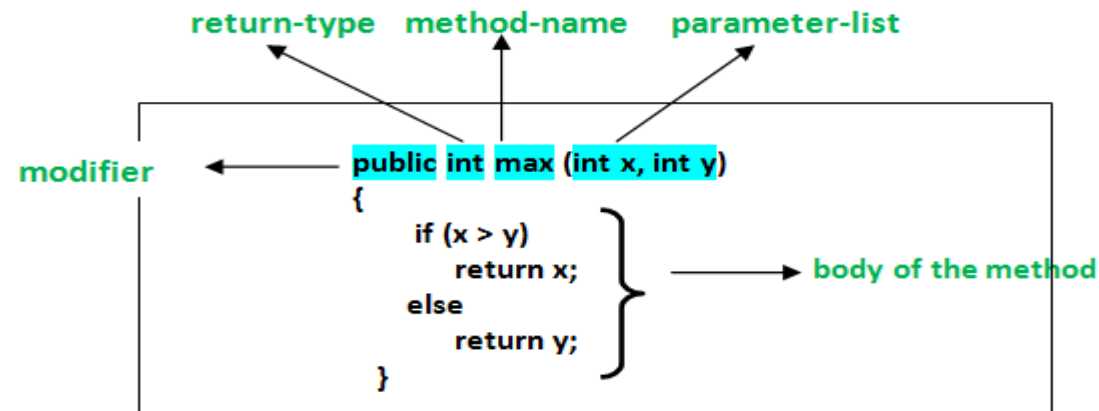 return-type method-name parameter-list
modifier
public int max (int x, int y)
{
if (x > y)
return x;
else
return y;
}
body of the method